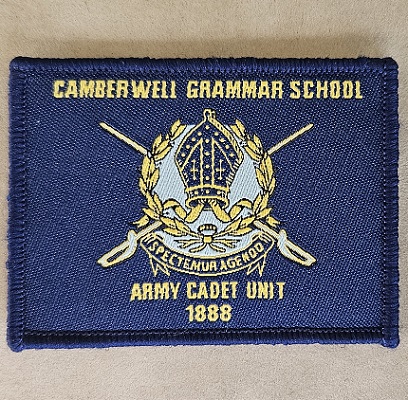 CAMBERWELL GRAMMAR SCHOOL
SPECTEMUR AGENDO
ARMY CADET UNIT
1888